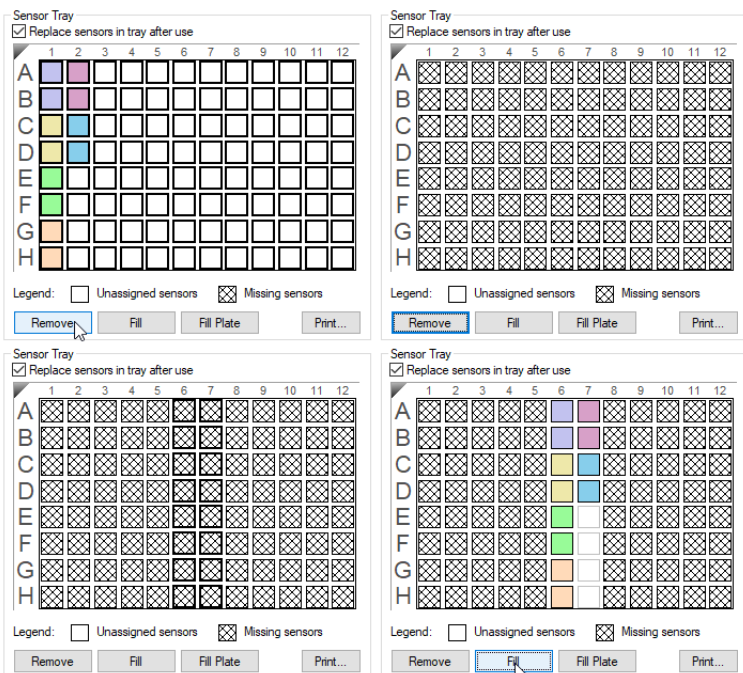 Sensor Tray
Replace sensors in tray after use
1 2 3 4 5 6 7 8 9 10 11 12
A
B
C
D
E
F
G
H
Legend: Unassigned sensors Missing sensors
Remove Fill Fill Plate Print...
Sensor Tray
Replace sensors in tray after use
1 2 3 4 5 6 7 8 9 10 11 12
A
B
C
D
E
F
G
H
Legend: Unassigned sensors Missing sensors
Remove Fill Fill Plate Print...
Sensor Tray
Replace sensors in tray after use
1 2 3 4 5 6 7 8 9 10 11 12
A
B
C
D
E
F
G
H
Legend: Unassigned sensors Missing sensors
Remove Fill Fill Plate Print...
Sensor Tray
Replace sensors in tray after use
1 2 3 4 5 6 7 8 9 10 11 12
A
B
C
D
E
F
G
H
Legend: Unassigned sensors Missing sensors
Remove Fill Fill Plate Print...